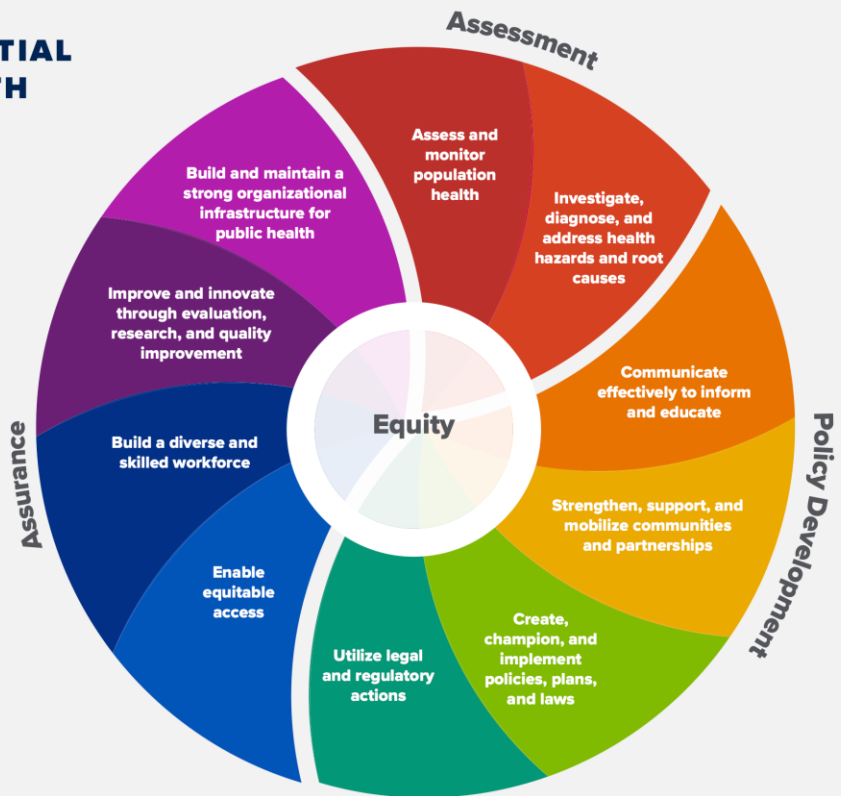 Assessment
Assess and
monitor
population
health
Investigate,
diagnose, and
address health
hazards and root
causes
Communicate
effectively to inform
and educate
Strengthen, support, and
mobilize communities
and partnerships
Policy Development
Create,
champion, and
implement
policies, plans,
and laws
Utilize legal
and regulatory
actions
Enable
equitable
access
Build a diverse and
skilled workforce
Assurance
Improve and innovate
through evaluation,
research, and quality
improvement
Build and maintain a
strong organizational
infrastructure for
public health
Equity